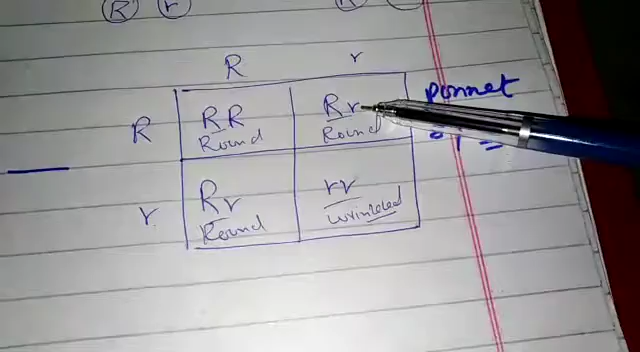 R r
R r
R RR Round Rr Round Punnet
r Rr Round rr wrinkled